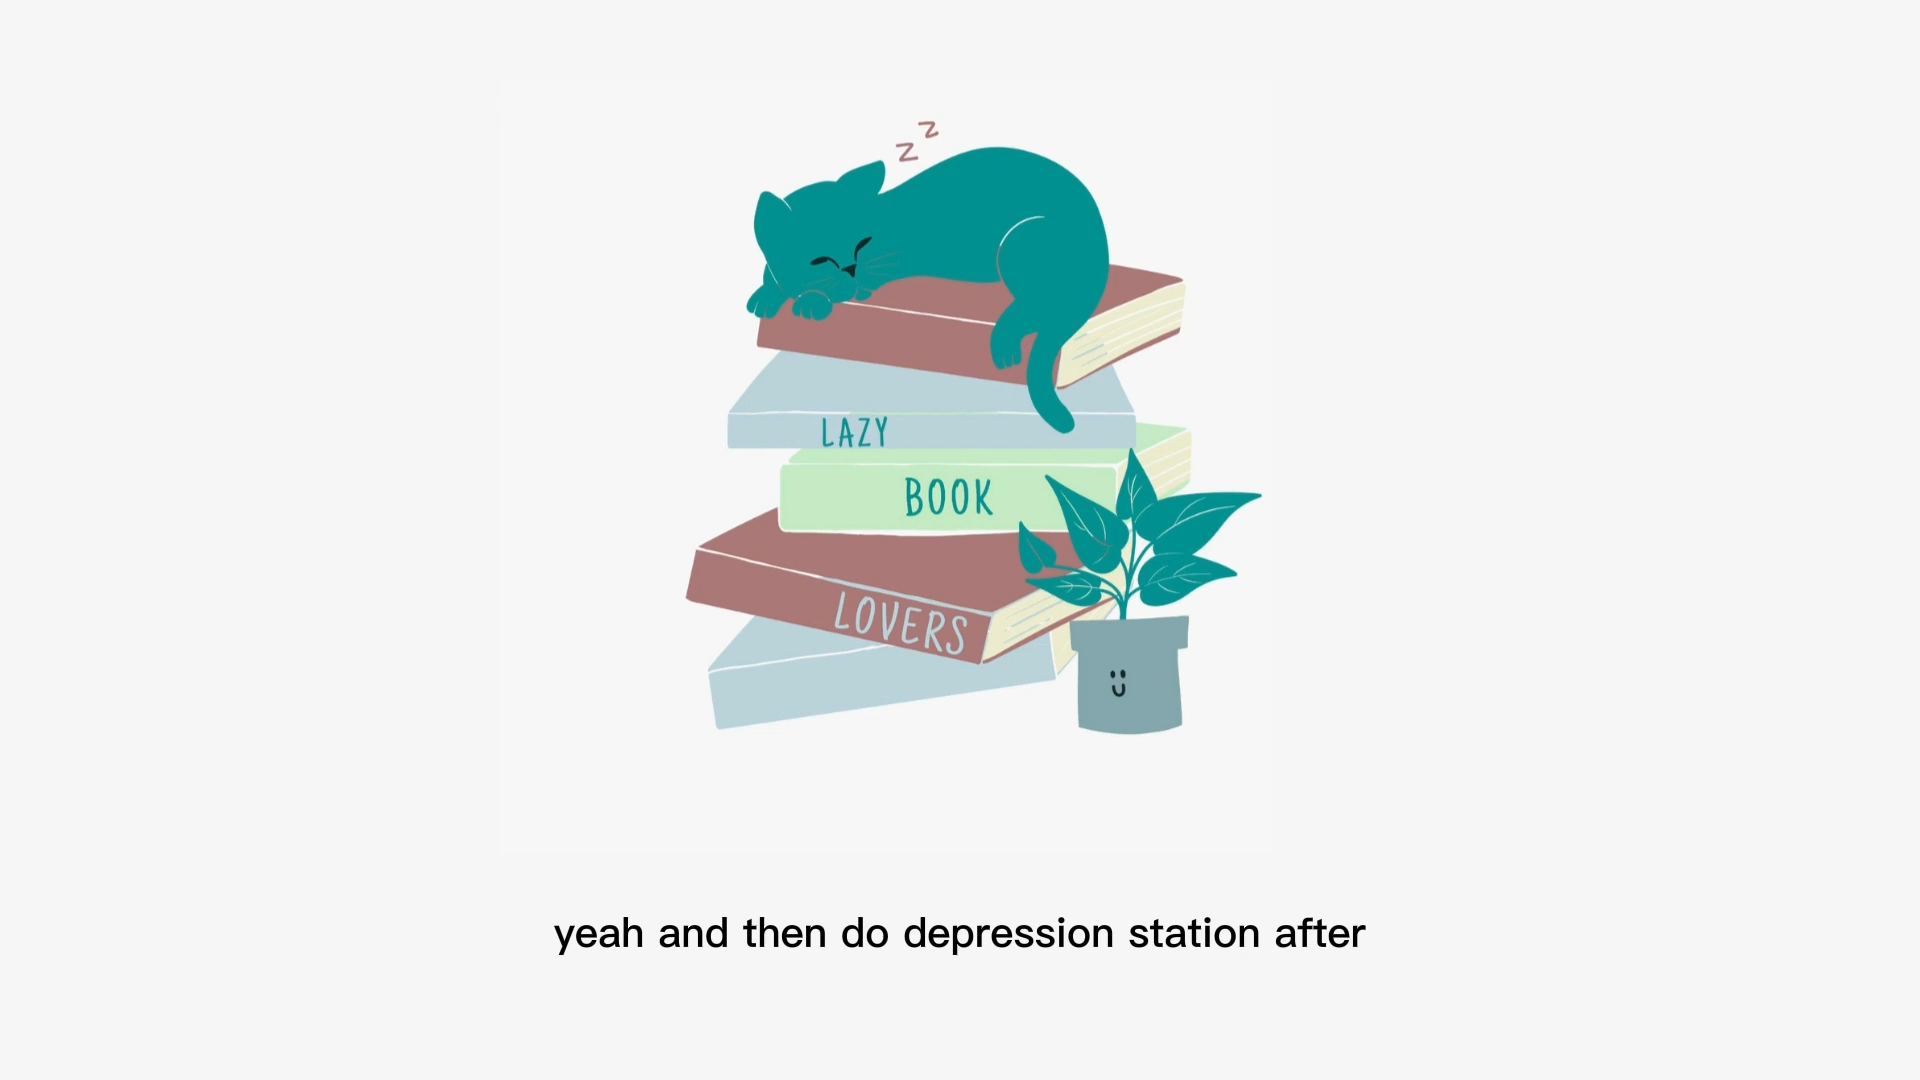 z
z
LAZY
BOOK
LOVERS
yeah and then do depression station after